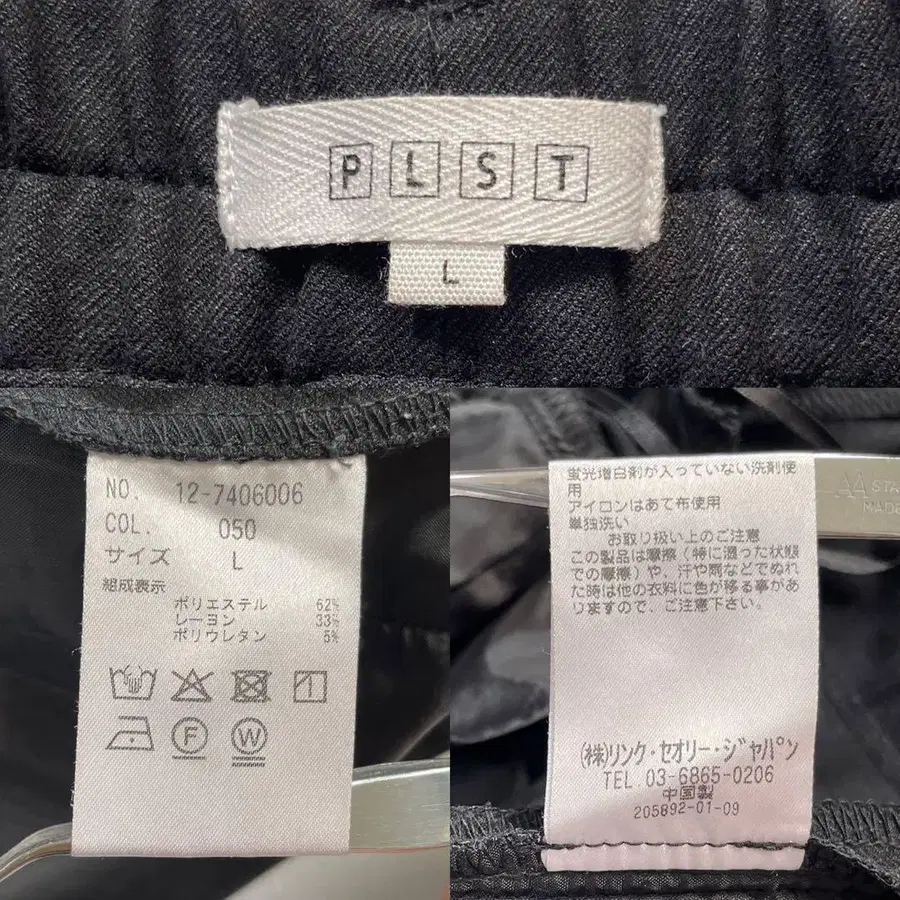 PLST
L
NO. 12-7406006
COL. 050
サイズ L
組成表示
ポリエステル 62%
レーヨン 33%
ポリウレタン 5%
F W
蛍光増白剤が入っていない洗剤使
用
アイロンはあて布使用
単独洗い
お取り扱い上のご注意
この製品は摩擦(特に湿った状態
での摩擦)や、汗や雨などでぬれ
た時は他の衣料に色が移る事があ
りますので、ご注意下さい。
(株)リンク・セオリー・ジャパン
TEL. 03-6865-0206
中国製
205892-01-09